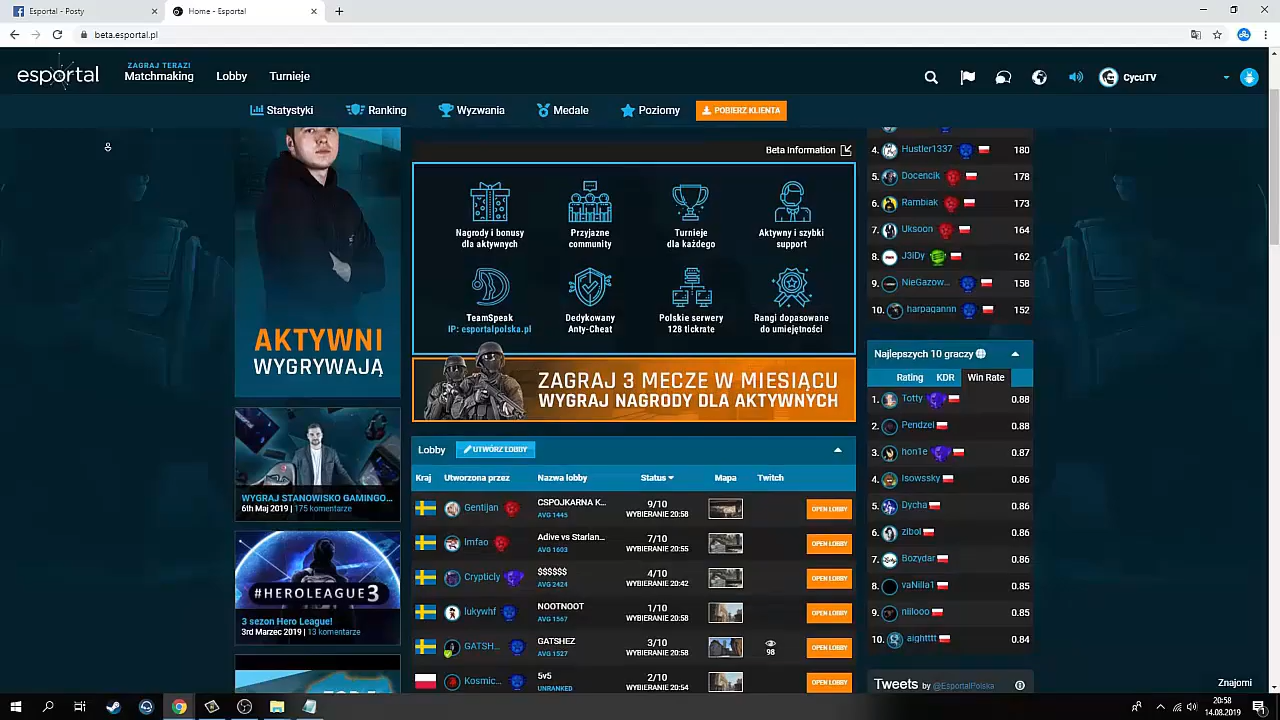 Esportal - Posty
Home - Esportal
beta.esportal.pl
esportal
ZAGRAJ TERAZ!
Matchmaking
Lobby
Turnieje
CycuTV
Statystyki
Ranking
Wyzwania
Medale
Poziomy
POBIERZ KLIENTA
AKTYWNI
WYGRYWAJĄ
WYGRAJ STANOWISKO GAMINGO...
6th Maj 2019 | 175 komentarze
#HEROLEAGUE 3
3 sezon Hero League!
3rd Marzec 2019 | 13 komentarze
Beta Information
Nagrody i bonusy
dla aktywnych
Przyjazne
community
Turnieje
dla każdego
Aktywny i szybki
support
TeamSpeak
IP: esportalpolska.pl
Dedykowany
Anty-Cheat
Polskie serwery
128 tickrate
Rangi dopasowane
do umiejętności
ZAGRAJ 3 MECZE W MIESIĄCU
WYGRAJ NAGRODY DLA AKTYWNYCH
Lobby
UTWÓRZ LOBBY
Kraj Utworzona przez Nazwa lobby Status Mapa Twitch
Gentijan CSPOJKARNA K... AVG 1445 9/10 WYBIERANIE 20:58 OPEN LOBBY
lmfao Adive vs Starlan... AVG 1603 7/10 WYBIERANIE 20:55 OPEN LOBBY
Crypticly $$$$$$ AVG 2424 4/10 WYBIERANIE 20:42 OPEN LOBBY
lukywhf NOOTNOOT AVG 1567 1/10 WYBIERANIE 20:58 OPEN LOBBY
GATSH... GATSHEZ AVG 1527 3/10 WYBIERANIE 20:58 98 OPEN LOBBY
Kosmic... 5v5 UNRANKED 2/10 WYBIERANIE 20:54 OPEN LOBBY
4. Hustler1337 180
5. Docencik 178
6. Rambiak 173
7. Uksoon 164
8. J3iDy 162
9. NieGazow... 158
10. harpagannn 152
Najlepszych 10 graczy
Rating KDR Win Rate
1. Totty 0.88
2. Pendzel 0.88
3. hon1e 0.87
4. Isowssky 0.86
5. Dycha 0.86
6. zibol 0.86
7. Bozydar 0.86
8. vaNilla1 0.85
9. niilooo 0.85
10. aightttt 0.84
Tweets by @EsportPolska
Znajomi
20:58
14.08.2019